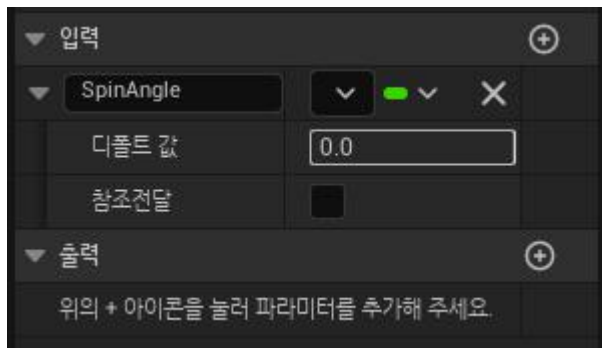 입력
SpinAngle
디폴트 값 0.0
참조전달
출력
위의 + 아이콘을 눌러 파라미터를 추가해 주세요.